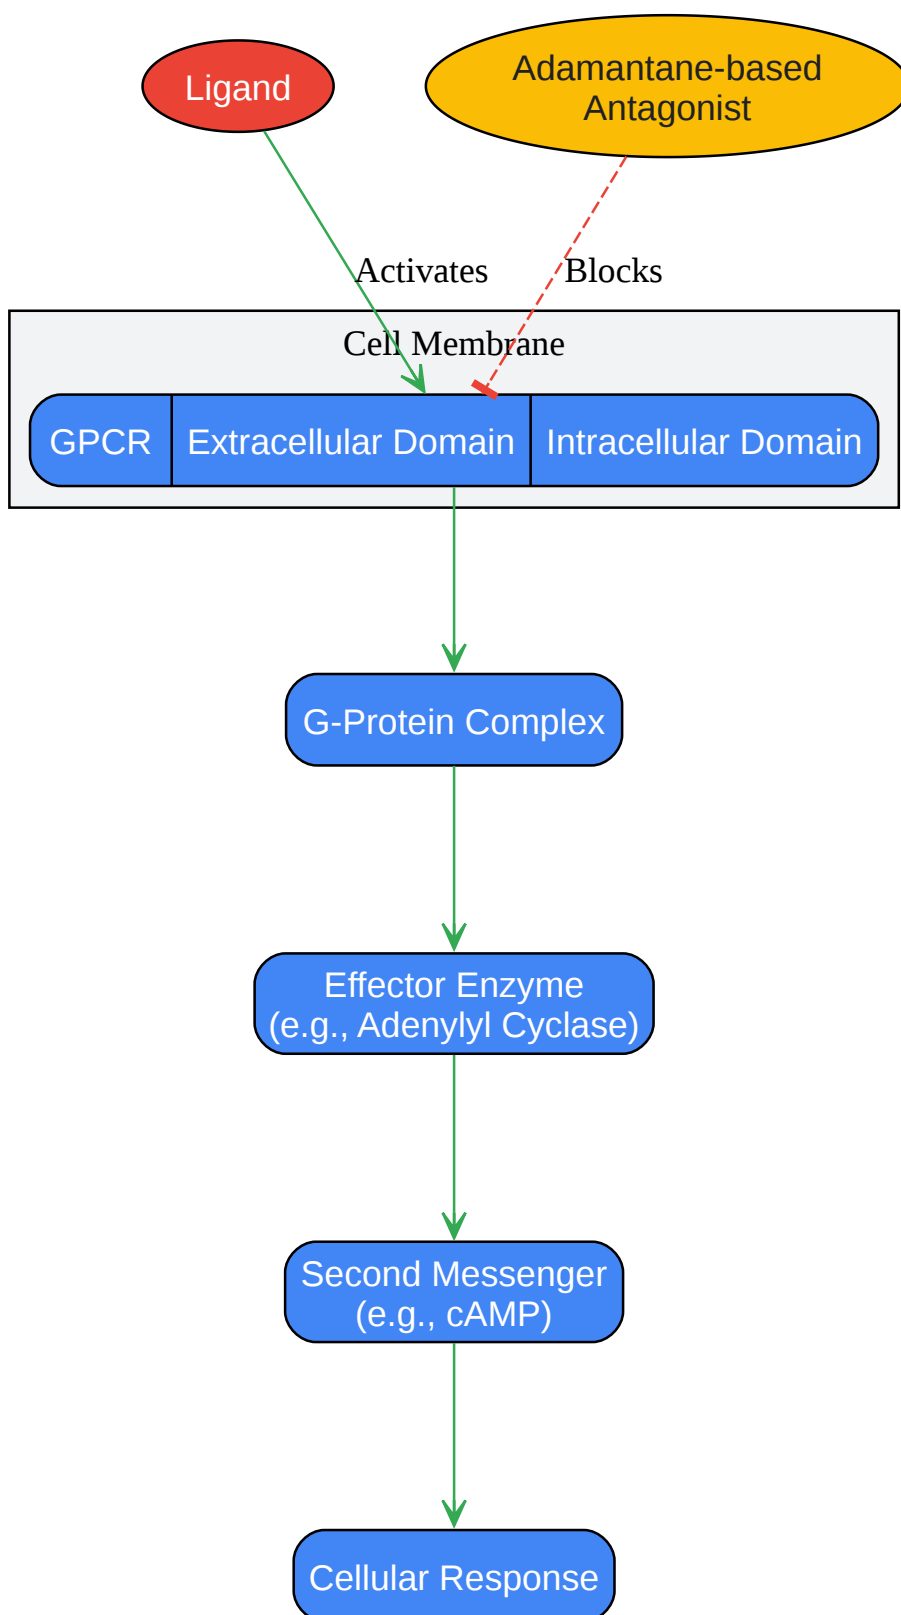 Ligand
Adamantane-based
Antagonist
Activates
Blocks
Cell Membrane
GPCR
Extracellular Domain
Intracellular Domain
G-Protein Complex
Effector Enzyme
(e.g., Adenylyl Cyclase)
Second Messenger
(e.g., cAMP)
Cellular Response